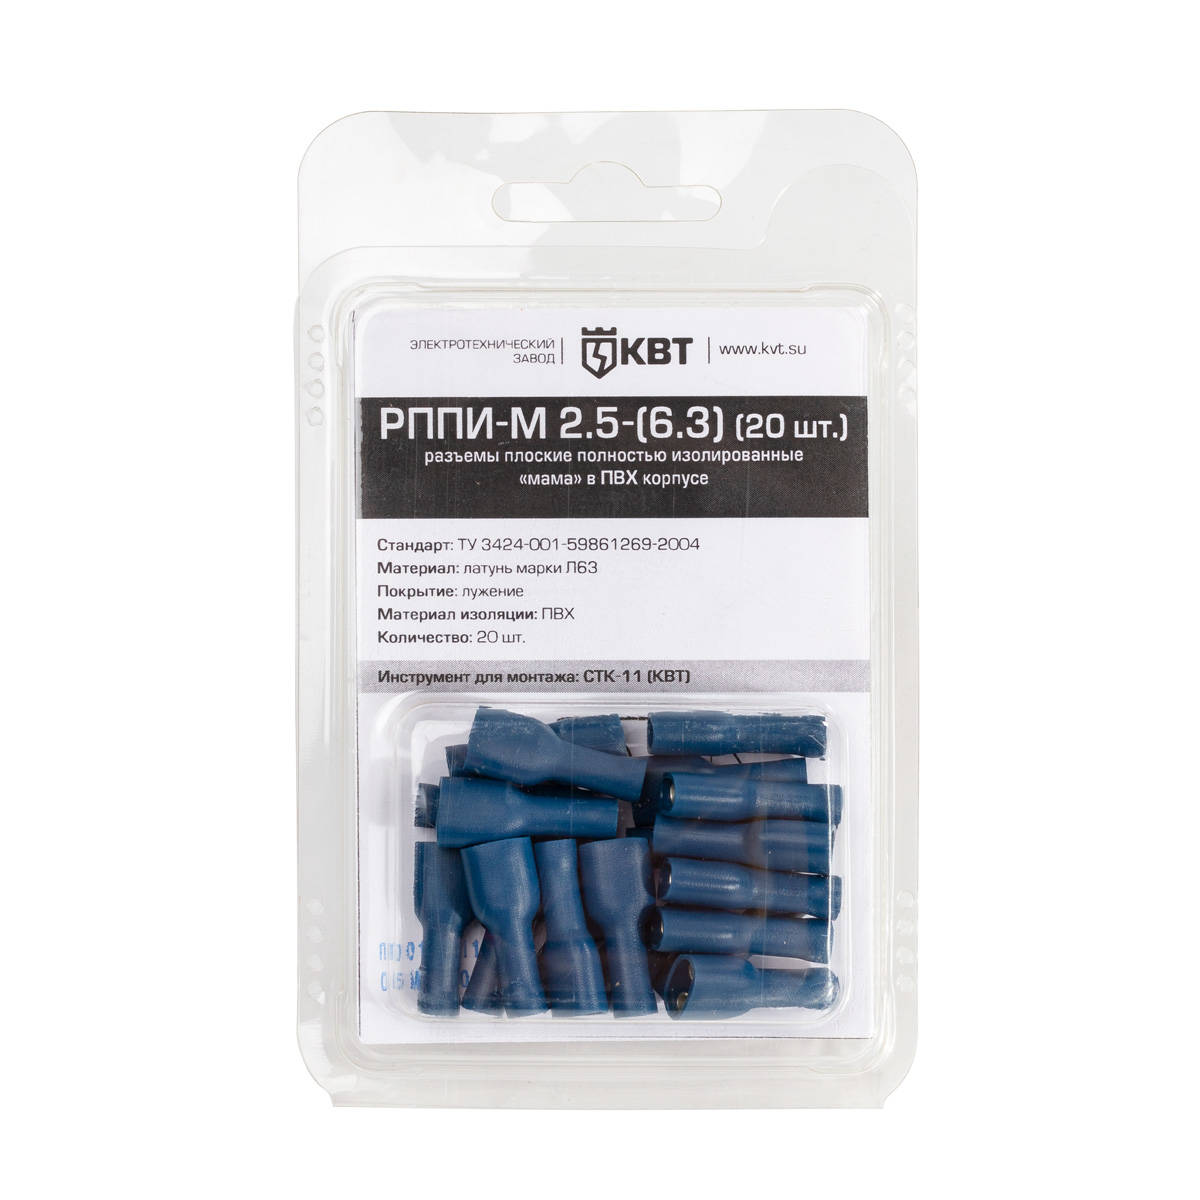 ЭЛЕКТРОТЕХНИЧЕСКИЙ
ЗАВОД
КВТ
www.kvt.su
РППИ-М 2.5-(6.3) (20 шт.)
разъемы плоские полностью изолированные
«мама» в ПВХ корпусе
Стандарт: ТУ 3424-001-59861269-2004
Материал: латунь марки Л63
Покрытие: лужение
Материал изоляции: ПВХ
Количество: 20 шт.
Инструмент для монтажа: СТК-11 (КВТ)